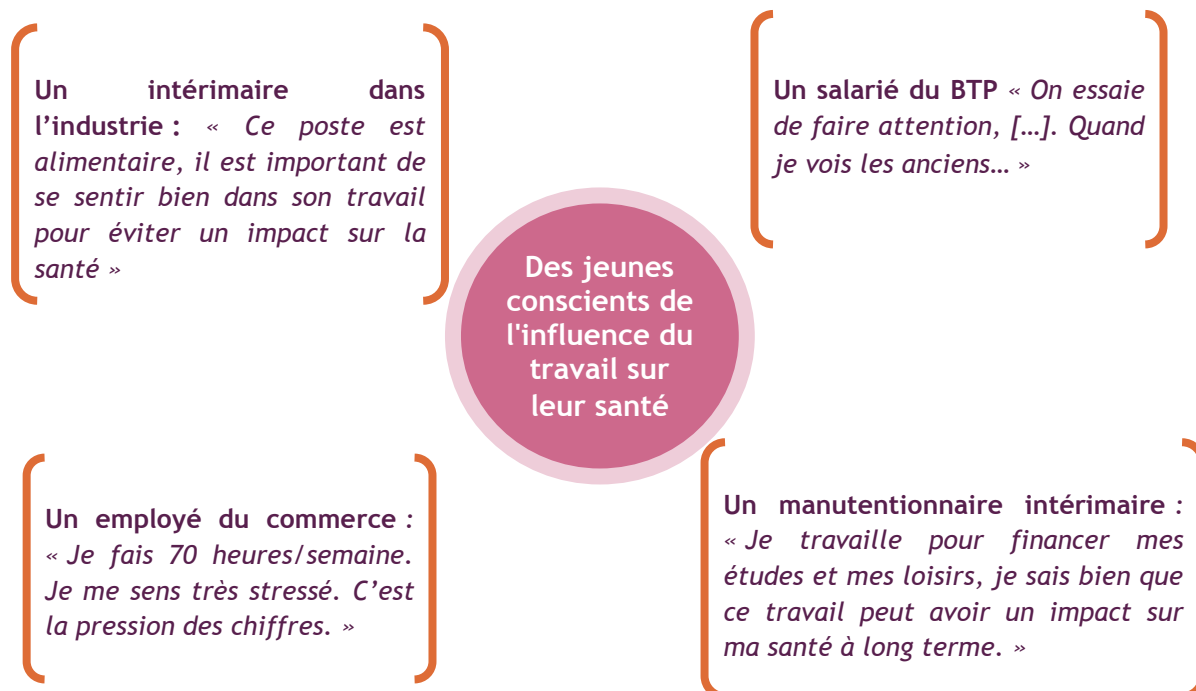 Un intérimaire dans
l’industrie : « Ce poste est
alimentaire, il est important de
se sentir bien dans son travail
pour éviter un impact sur la
santé »
Un salarié du BTP « On essaie
de faire attention, […]. Quand
je vois les anciens… »
Des jeunes
conscients de
l'influence du
travail sur
leur santé
Un employé du commerce :
« Je fais 70 heures/semaine.
Je me sens très stressé. C’est
la pression des chiffres. »
Un manutentionnaire intérimaire :
« Je travaille pour financer mes
études et mes loisirs, je sais bien que
ce travail peut avoir un impact sur
ma santé à long terme. »